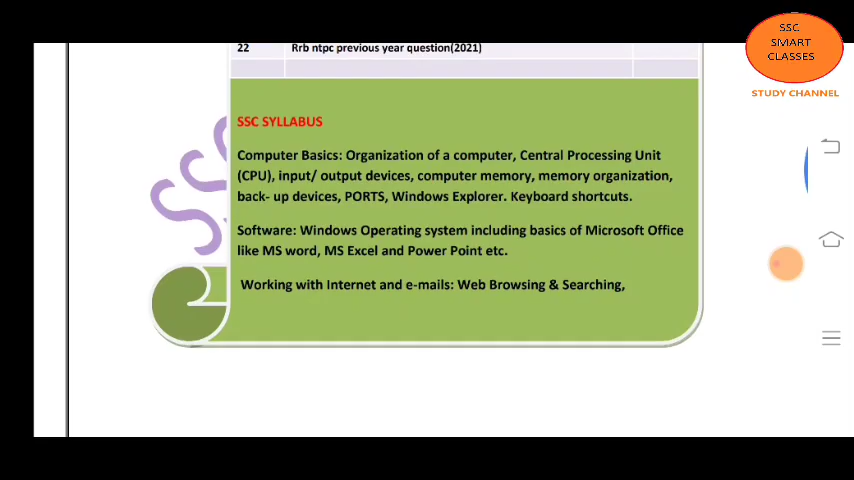 SSC
SMART
CLASSES
STUDY CHANNEL
22 Rrb ntpc previous year question(2021)
SSC SYLLABUS
Computer Basics: Organization of a computer, Central Processing Unit
(CPU), input/ output devices, computer memory, memory organization,
back- up devices, PORTS, Windows Explorer. Keyboard shortcuts.
Software: Windows Operating system including basics of Microsoft Office
like MS word, MS Excel and Power Point etc.
Working with Internet and e-mails: Web Browsing & Searching,
SSC